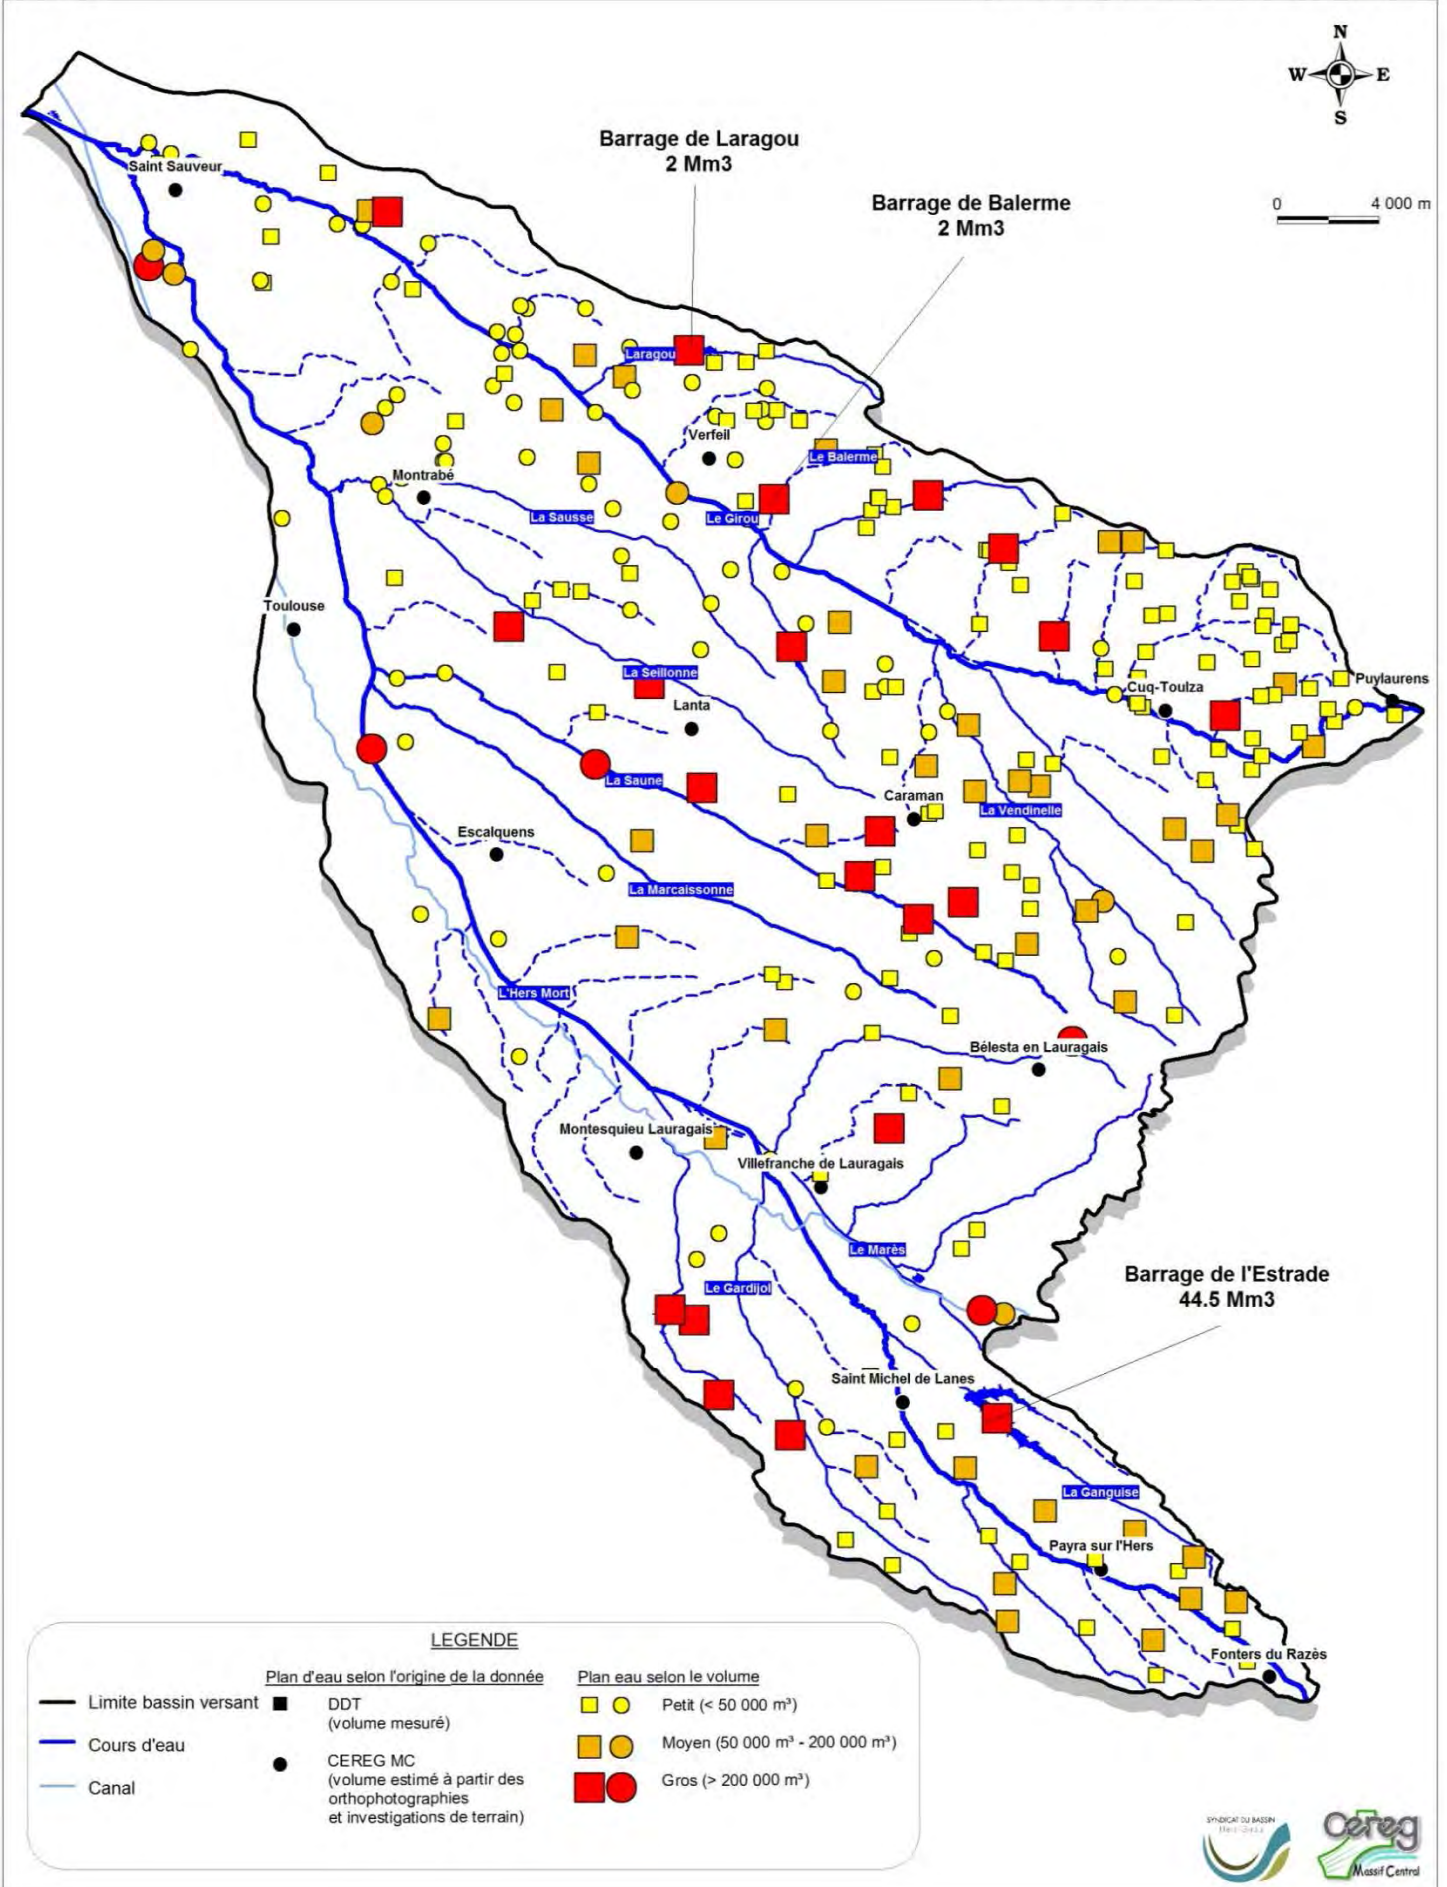 N
W E
S
0 4 000 m
Barrage de Laragou
2 Mm3
Barrage de Balerme
2 Mm3
Saint Sauveur
Laragou
Verfeil
Le Balerme
Montrabé
La Sausse
Le Girou
Toulouse
La Seillonne
Lanta
Cuq-Toulza
Puylaurens
La Saune
Caraman
La Vendinelle
Escalquens
La Marcaissonne
L'Hers Mort
Bélesta en Lauragais
Montesquieu Lauragais
Villefranche de Lauragais
Le Marès
Le Gardijol
Barrage de l'Estrade
44.5 Mm3
Saint Michel de Lanes
La Ganguise
Payra sur l'Hers
Fonters du Razès
LEGENDE
Limite bassin versant
Cours d'eau
Canal
Plan d'eau selon l'origine de la donnée
DDT
(volume mesuré)
CEREG MC
(volume estimé à partir des
orthophotographies
et investigations de terrain)
Plan eau selon le volume
Petit (< 50 000 m³)
Moyen (50 000 m³ - 200 000 m³)
Gros (> 200 000 m³)
SYNDICAT DU BASSIN
Cereg
Massif Central